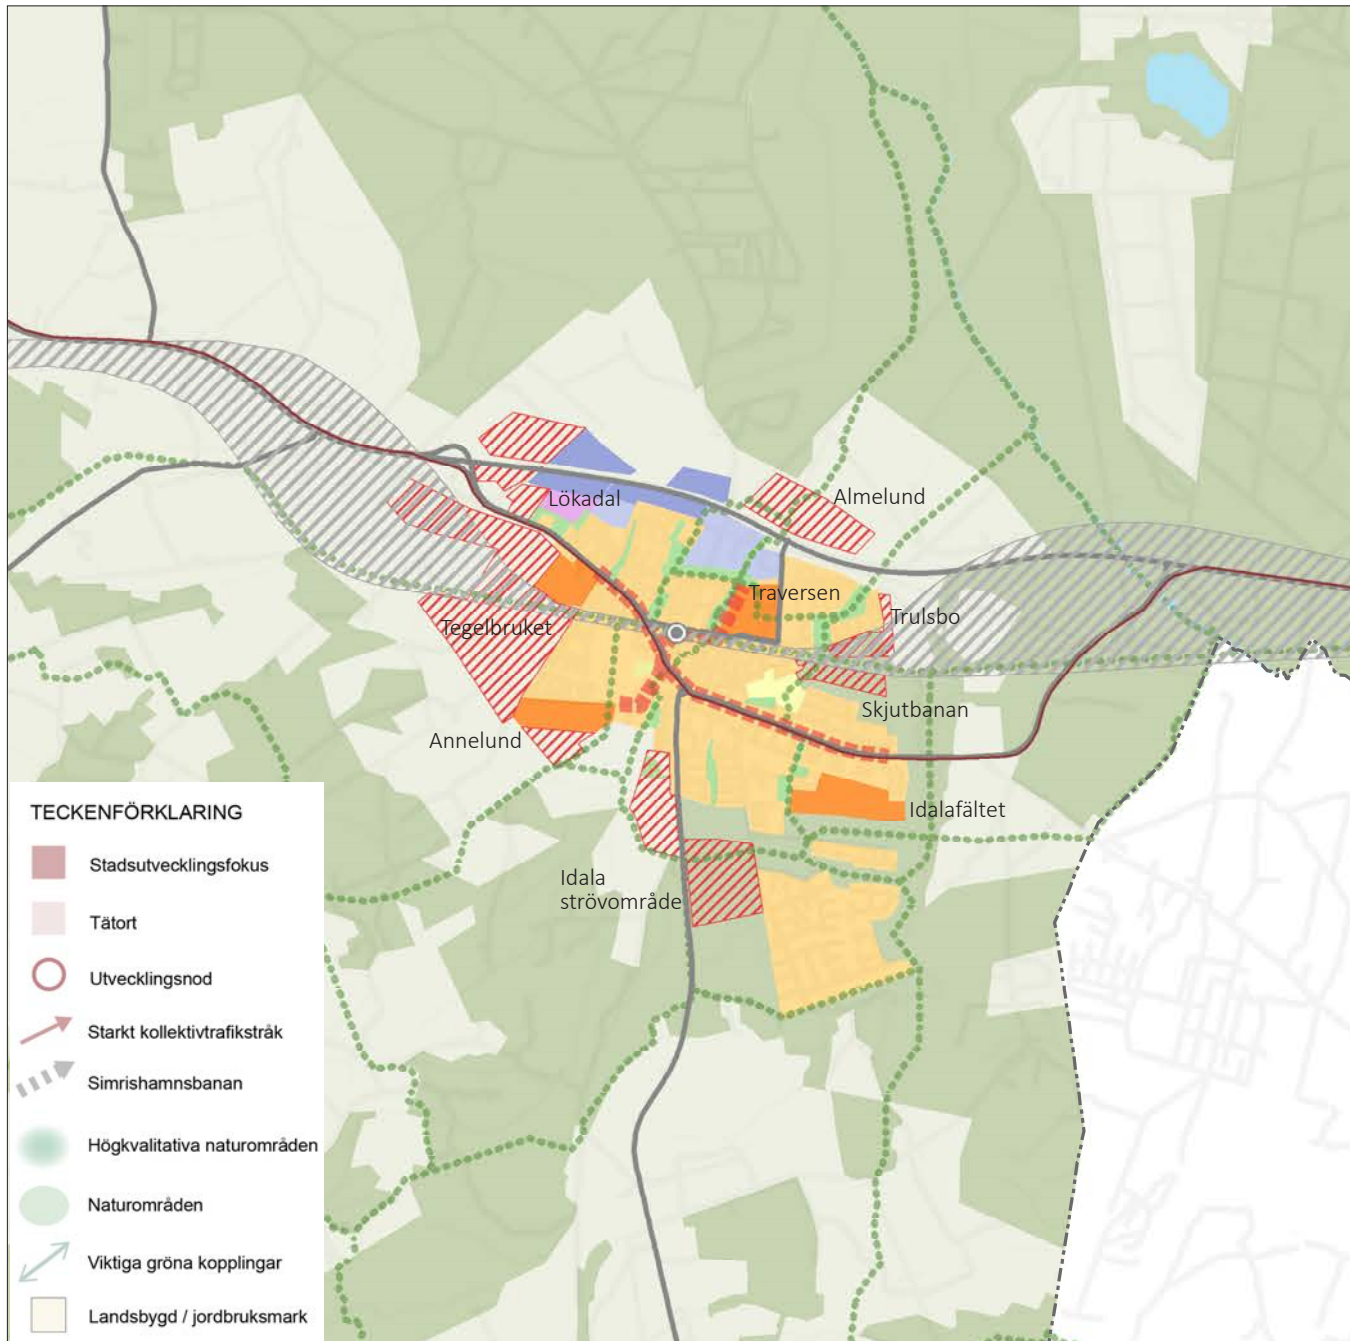 Lökadal
Almelund
Traversen
Trulsbo
Tegelbruket
Skjutbanan
Annelund
Idalafältet
Idala
strövområde
TECKENFÖRKLARING
Stadsutvecklingsfokus
Tätort
Utvecklingsnod
Starkt kollektivtrafikstråk
Simrishamnsbanan
Högkvalitativa naturområden
Naturområden
Viktiga gröna kopplingar
Landsbygd / jordbruksmark